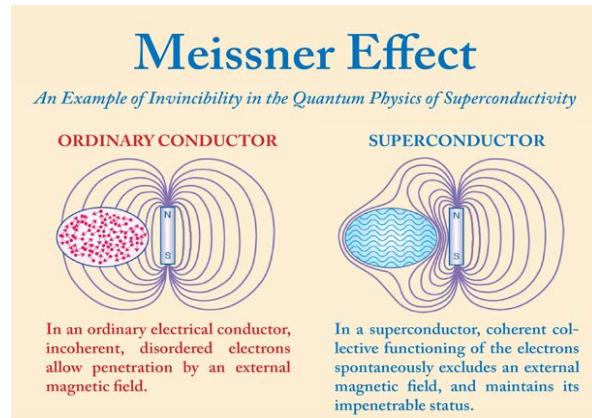 Meissner Effect
An Example of Invincibility in the Quantum Physics of Superconductivity
ORDINARY CONDUCTOR
N
S
In an ordinary electrical conductor,
incoherent, disordered electrons
allow penetration by an external
magnetic field.
SUPERCONDUCTOR
N
S
In a superconductor, coherent col-
lective functioning of the electrons
spontaneously excludes an external
magnetic field, and maintains its
impenetrable status.